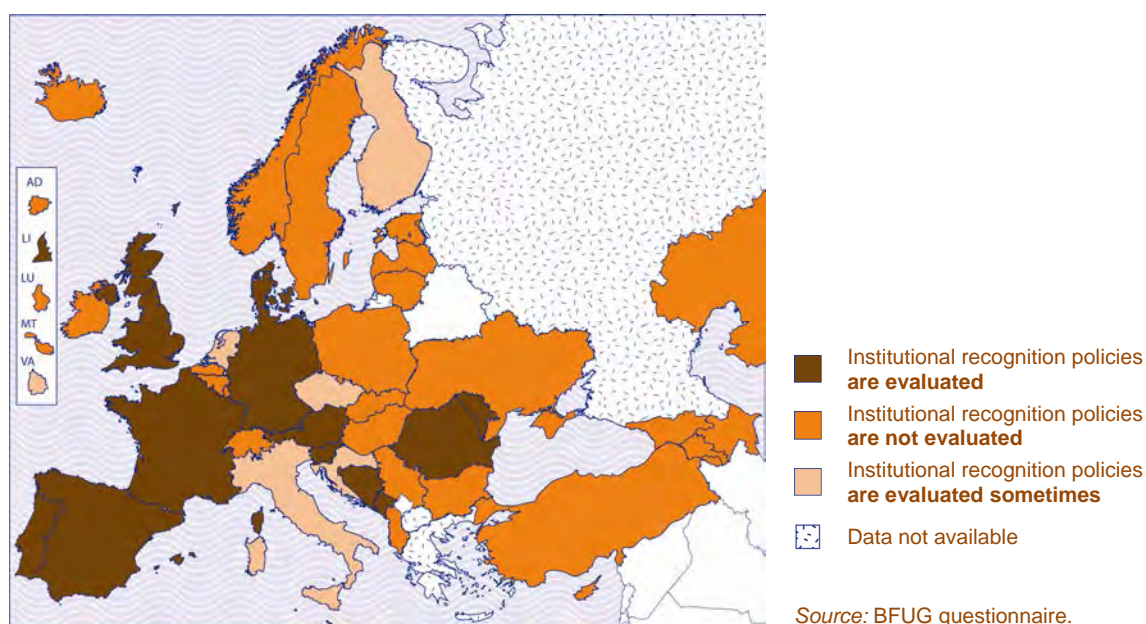 AD
LI
LU
MT
VA
Institutional recognition policies
are evaluated
Institutional recognition policies
are not evaluated
Institutional recognition policies
are evaluated sometimes
Data not available
Source: BFUG questionnaire.